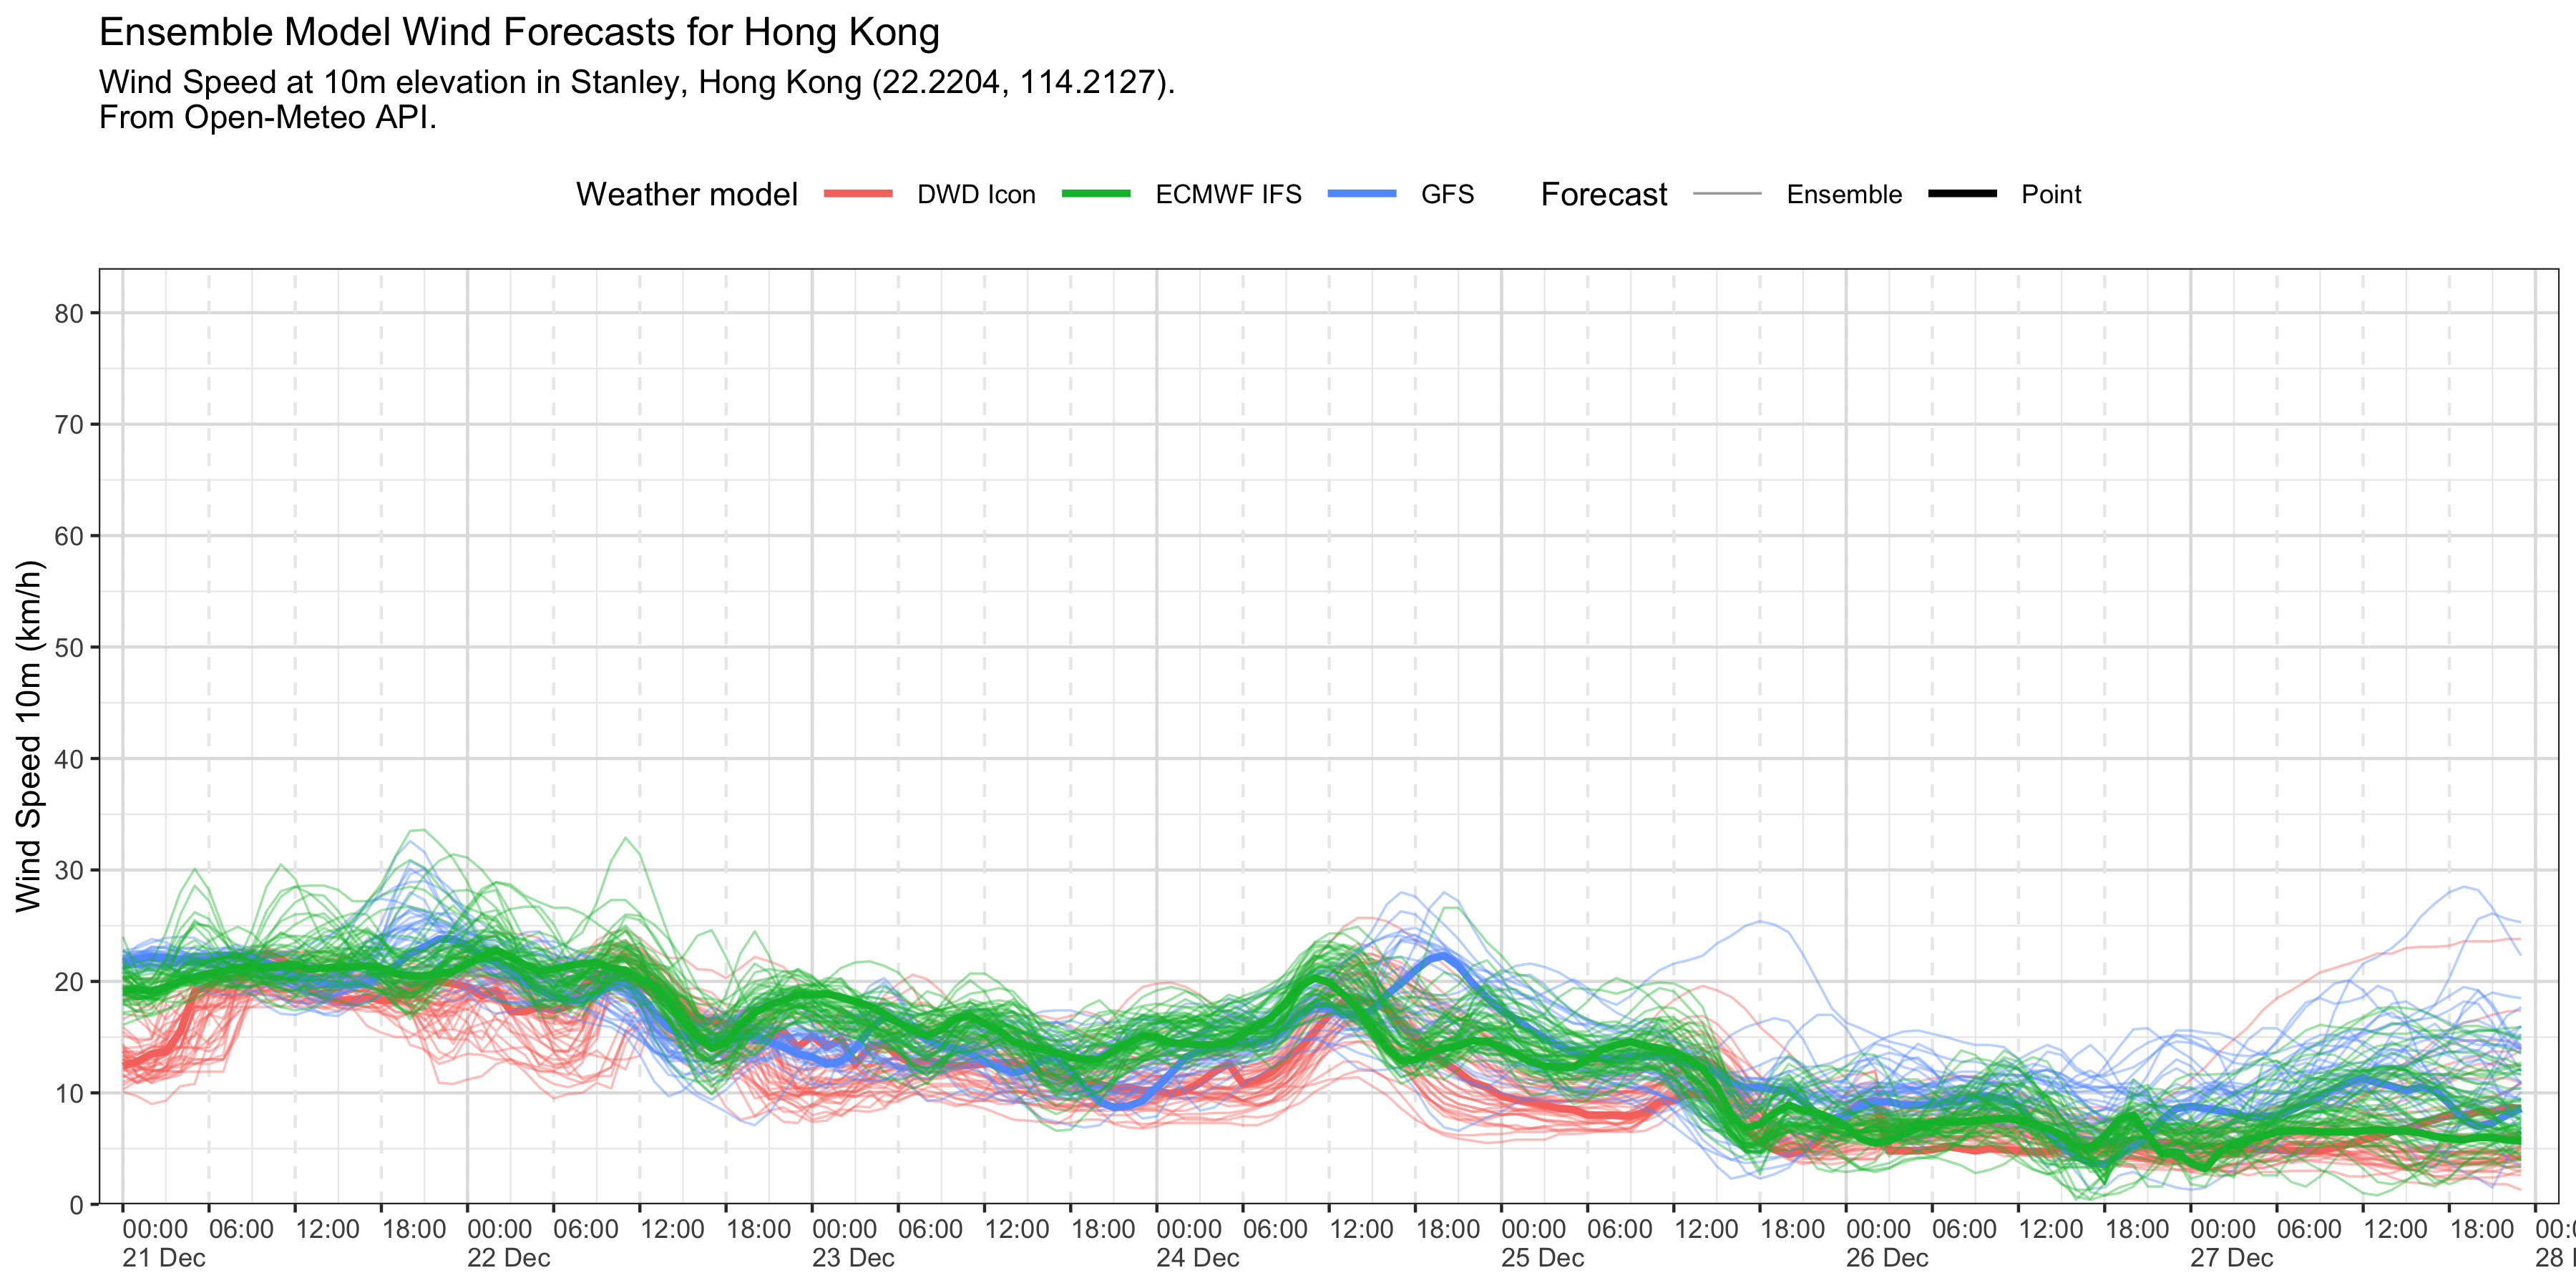 Ensemble Model Wind Forecasts for Hong Kong
Wind Speed at 10m elevation in Stanley, Hong Kong (22.2204, 114.2127).
From Open-Meteo API.
Weather model DWD Icon ECMWF IFS GFS Forecast Ensemble Point
Wind Speed 10m (km/h)
80
70
60
50
40
30
20
10
0
00:00 06:00 12:00 18:00 00:00 06:00 12:00 18:00 00:00 06:00 12:00 18:00 00:00 06:00 12:00 18:00 00:00 06:00 12:00 18:00 00:00 06:00 12:00 18:00 00:00 06:00 12:00 18:00
21 Dec 22 Dec 23 Dec 24 Dec 25 Dec 26 Dec 27 Dec 28